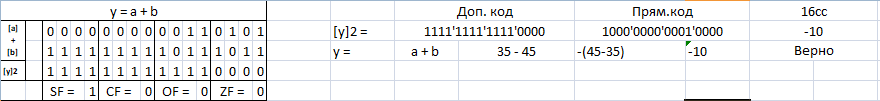 y = a + b Доп. код Прям.код 16сс
[a] 0 0 0 0 0 0 0 0 0 0 1 1 0 1 0 1 [y]2 = 1111'1111'1111'0000 1000'0000'0001'0000 -10
+
[b] 1 1 1 1 1 1 1 1 1 0 1 1 1 0 1 1 y = a + b 35 - 45 -(45-35) -10 Верно
[y]2 1 1 1 1 1 1 1 1 1 1 1 1 0 0 0 0
SF = 1 CF = 0 OF = 0 ZF = 0